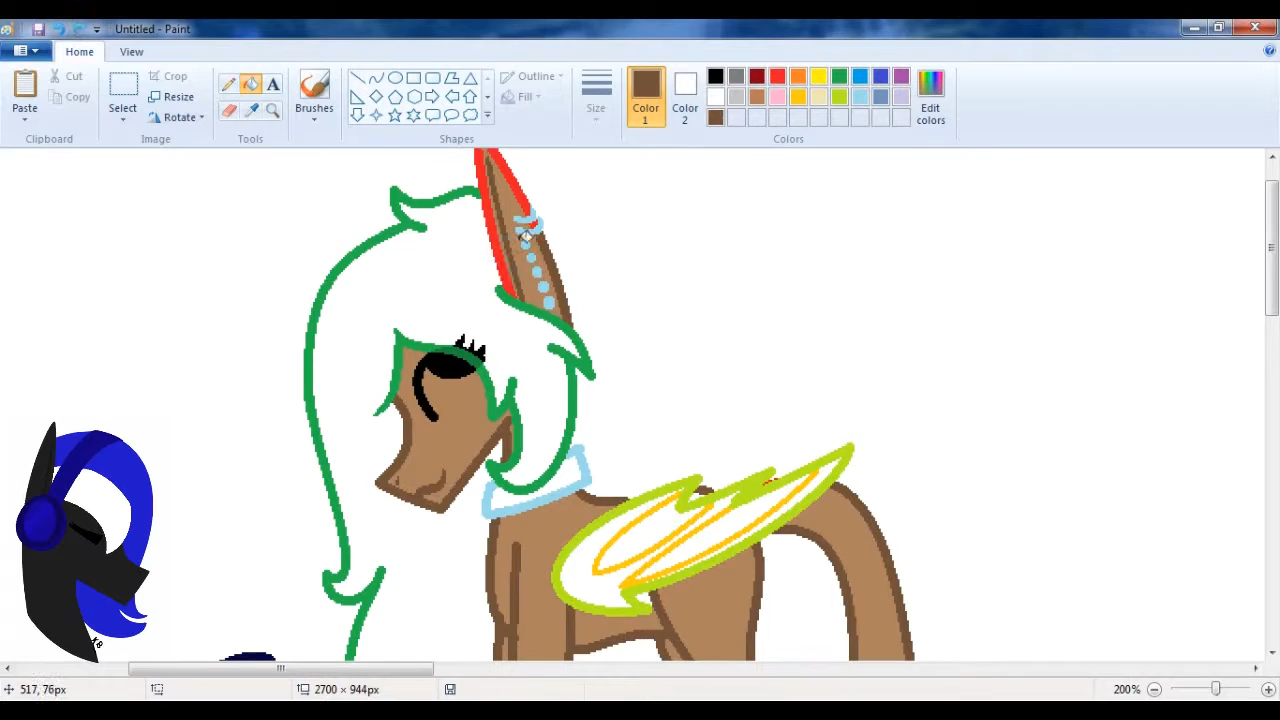 Untitled - Paint
Home View
Paste
Cut
Copy
Clipboard
Select
Crop
Resize
Rotate
Image
A
Tools
Brushes
Outline
Fill
Shapes
Size
Color 1
Color 2
Edit colors
Colors
517, 76px
2700 × 944px
200%